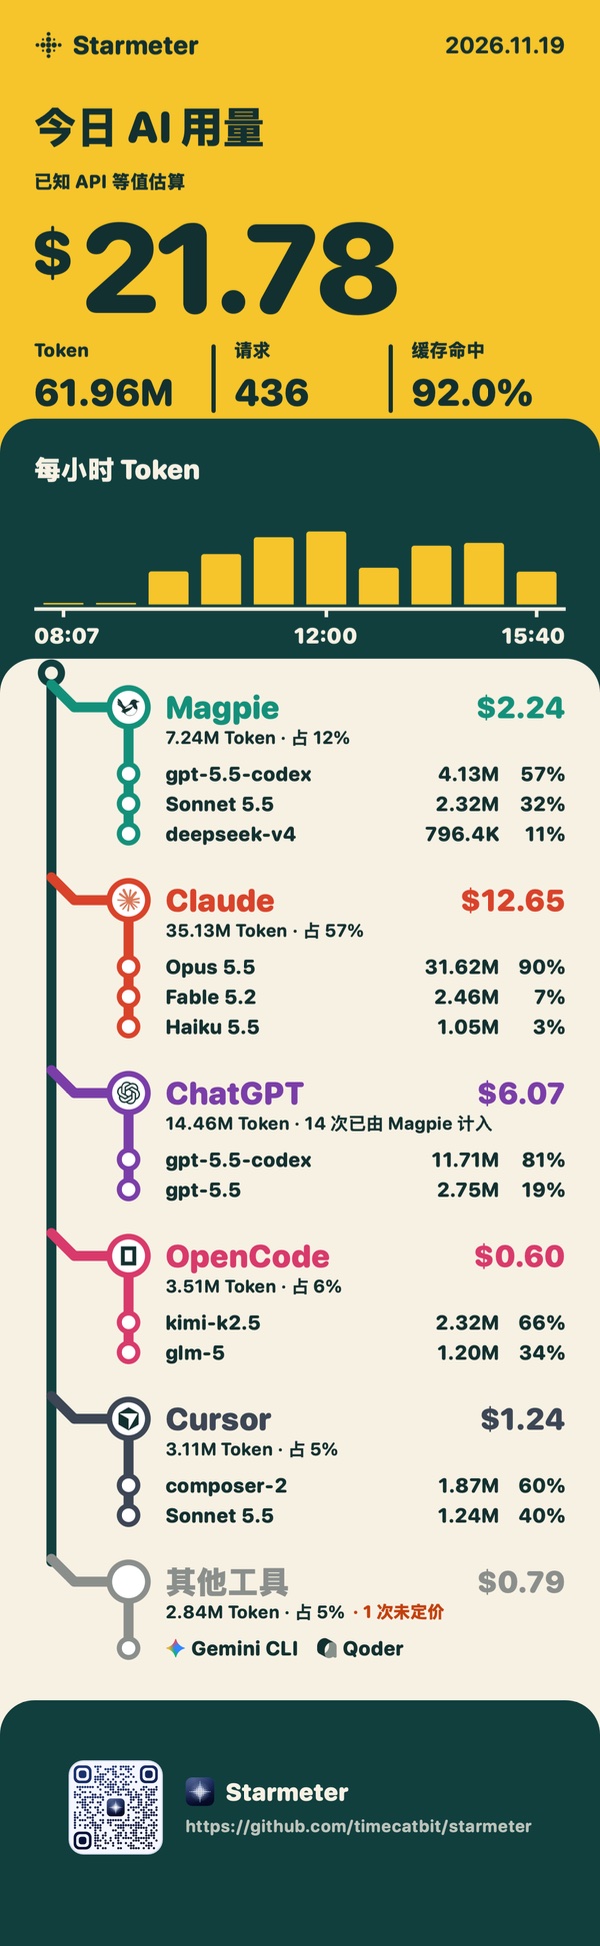 Starmeter 2026.11.19
今日 AI 用量
已知 API 等值估算
$21.78
Token 请求 缓存命中
61.96M 436 92.0%
每小时 Token
08:07 12:00 15:40
Magpie $2.24
7.24M Token · 占 12%
gpt-5.5-codex 4.13M 57%
Sonnet 5.5 2.32M 32%
deepseek-v4 796.4K 11%
Claude $12.65
35.13M Token · 占 57%
Opus 5.5 31.62M 90%
Fable 5.2 2.46M 7%
Haiku 5.5 1.05M 3%
ChatGPT $6.07
14.46M Token · 14 次已由 Magpie 计入
gpt-5.5-codex 11.71M 81%
gpt-5.5 2.75M 19%
OpenCode $0.60
3.51M Token · 占 6%
kimi-k2.5 2.32M 66%
glm-5 1.20M 34%
Cursor $1.24
3.11M Token · 占 5%
composer-2 1.87M 60%
Sonnet 5.5 1.24M 40%
其他工具 $0.79
2.84M Token · 占 5% · 1 次未定价
Gemini CLI Qoder
Starmeter
https://github.com/timecatbit/starmeter